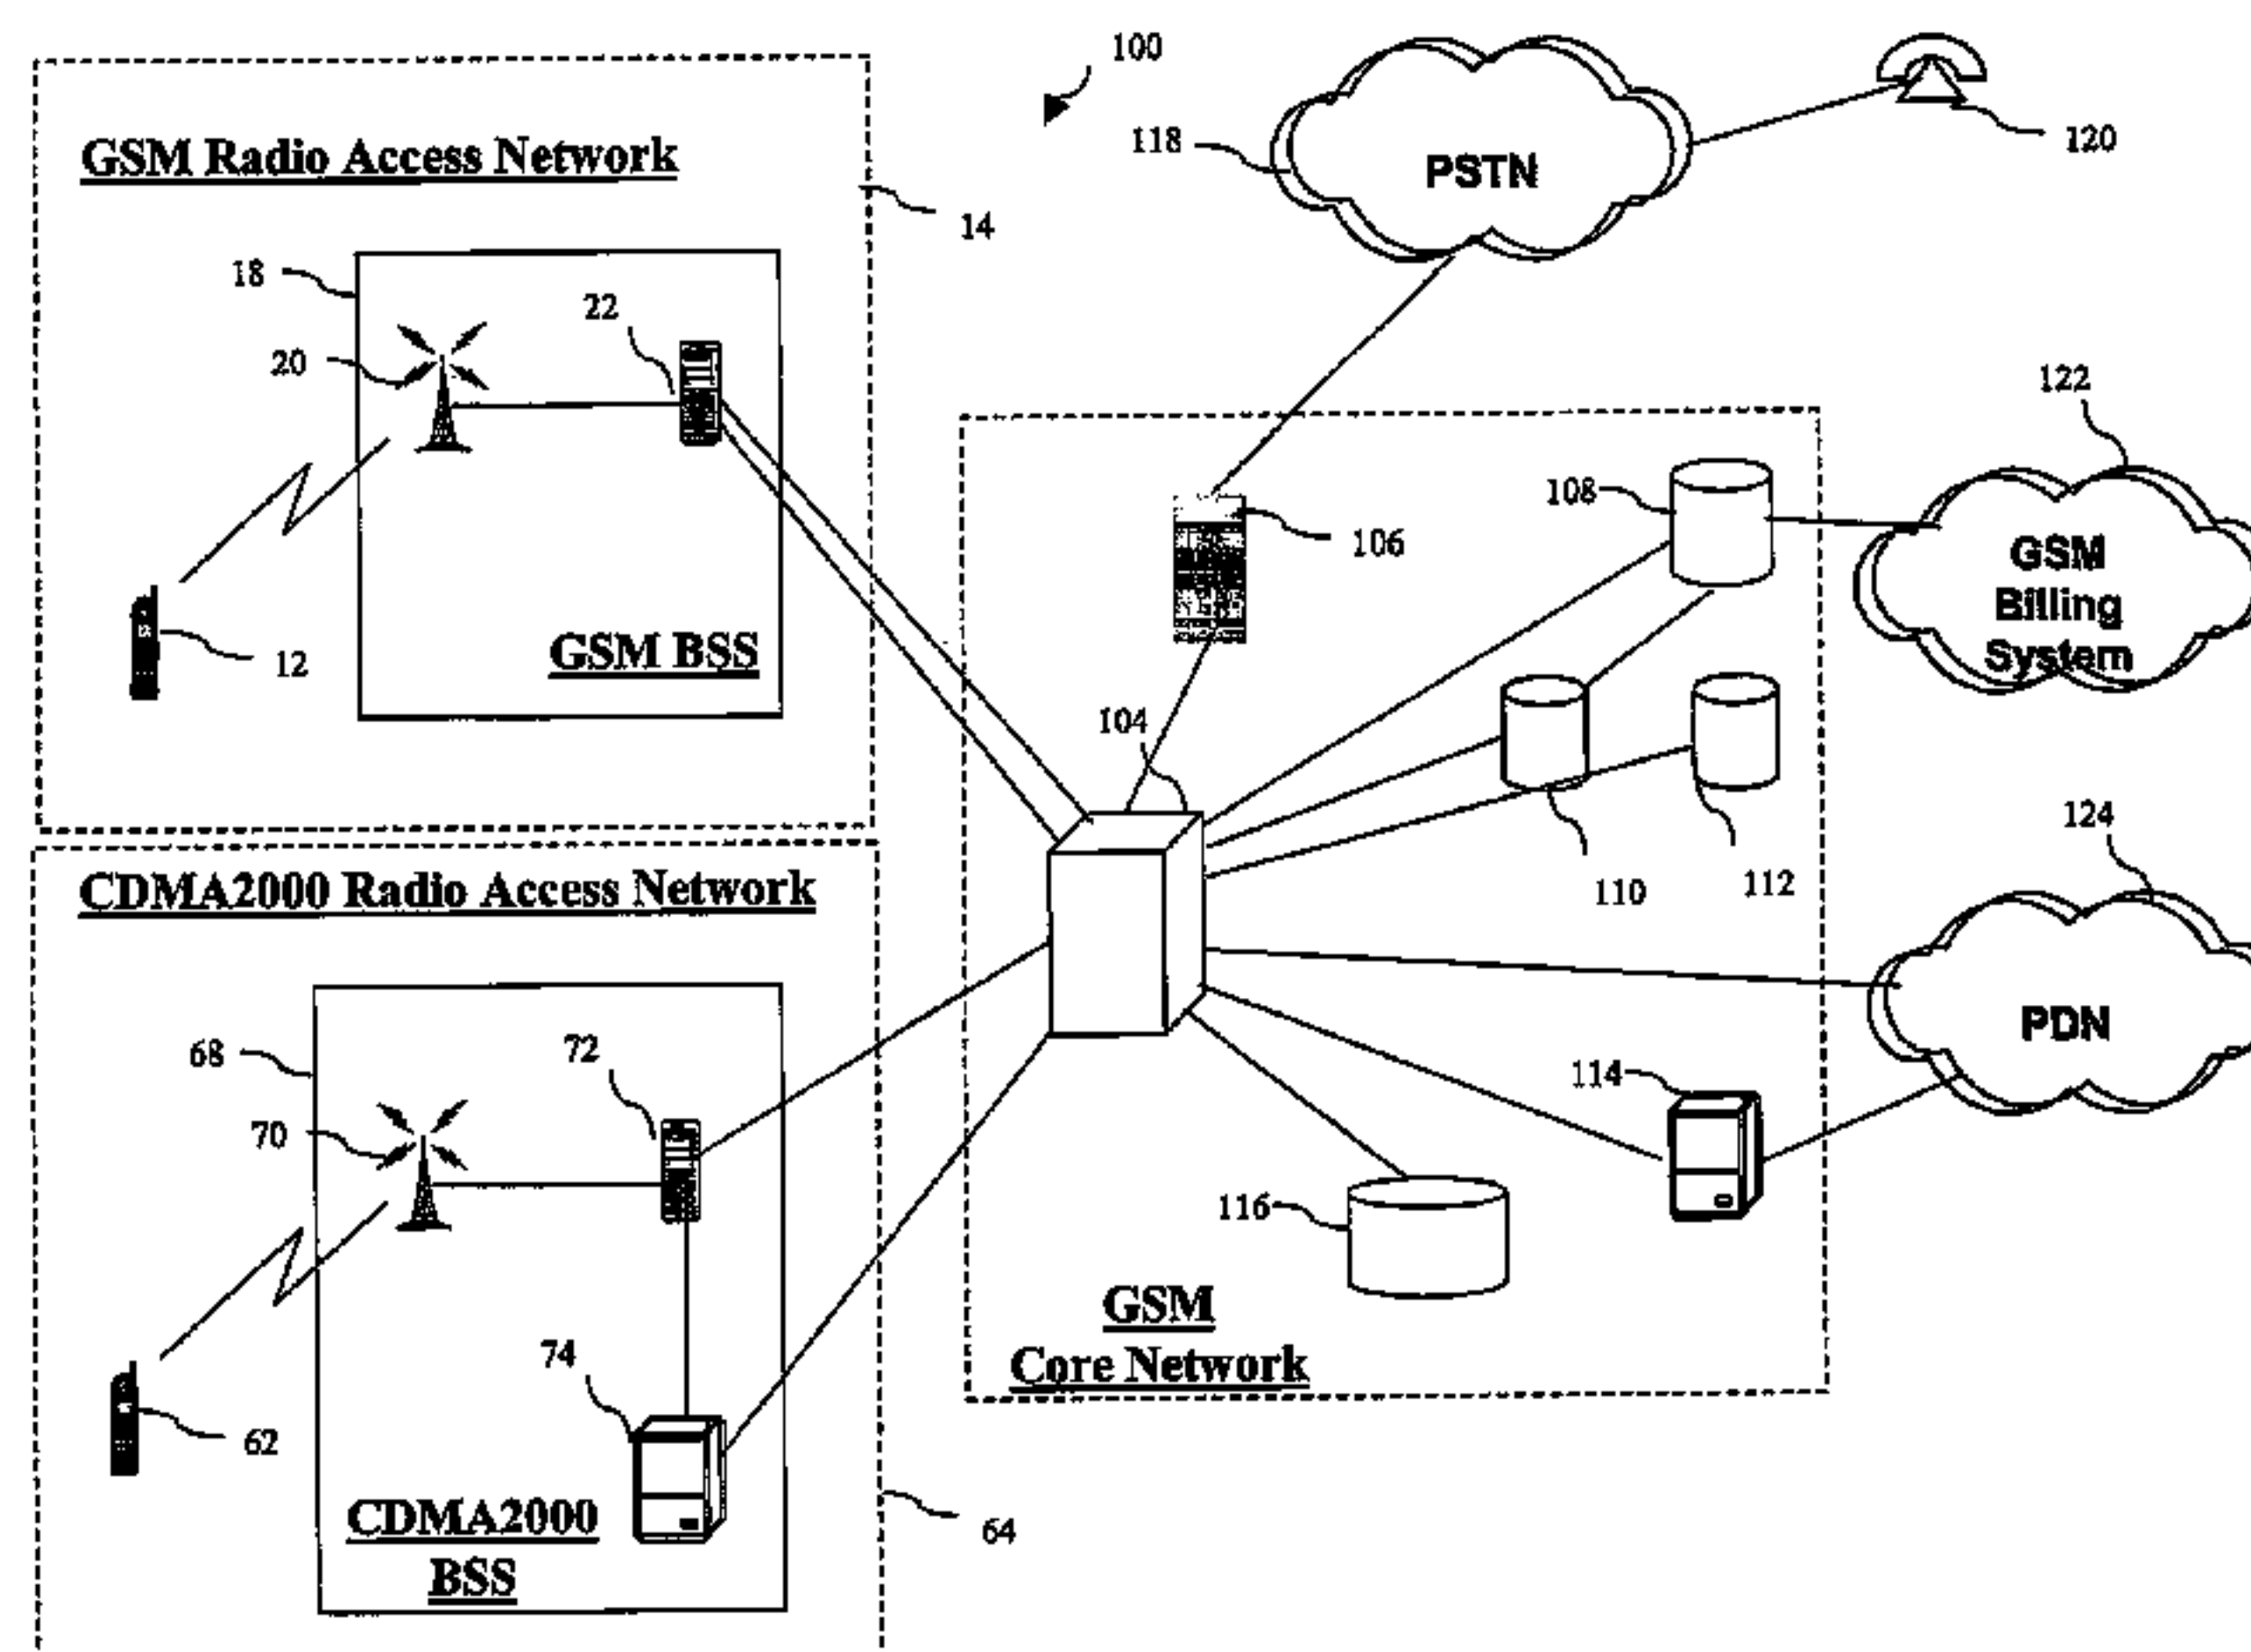 100
118
PSTN
120
GSM Radio Access Network
14
18
22
20
12
GSM BSS
122
108
106
GSM
Billing
System
104
110
112
124
CDMA2000 Radio Access Network
68
72
70
PDN
114
116
GSM
Core Network
74
62
CDMA2000
BSS
64